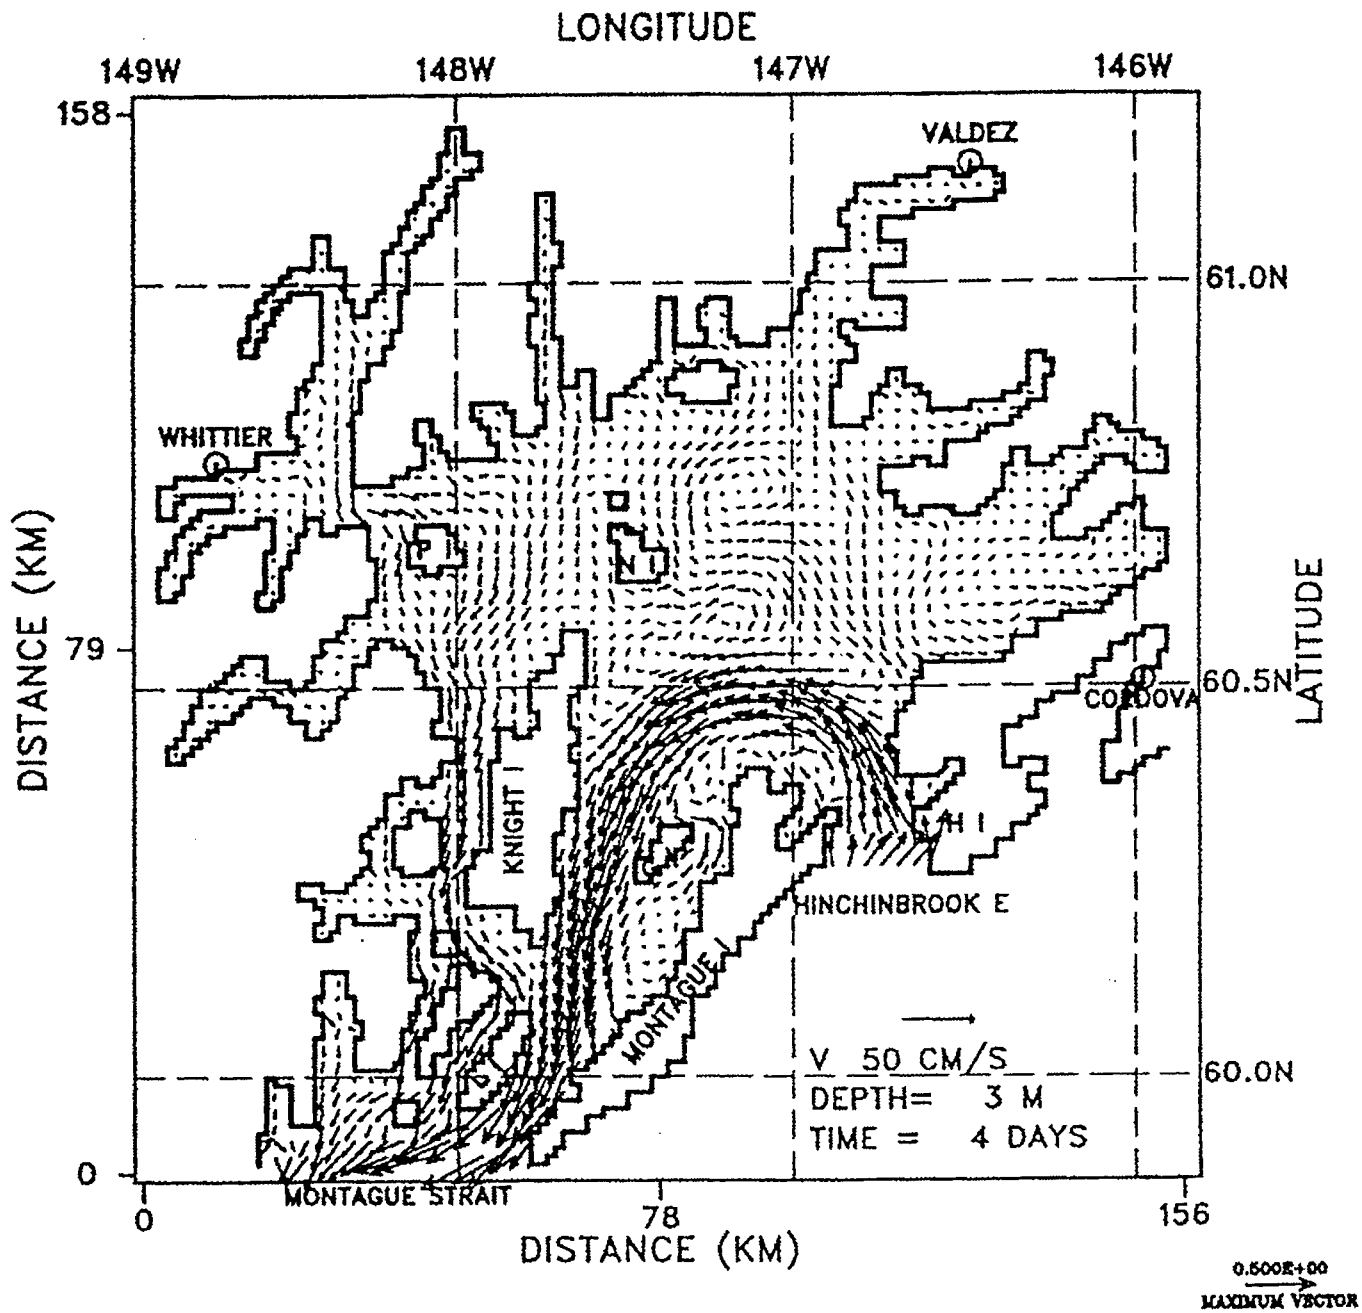 LONGITUDE
149W 148W 147W 146W
158
VALDEZ
61.0N
WHITTIER
N I
79
DISTANCE (KM)
LATITUDE
60.5N
CORDOVA
KNIGHT I
H I
HINCHINBROOK E
MONTAGUE I
V 50 CM/S
60.0N
DEPTH= 3 M
TIME = 4 DAYS
0
MONTAGUE STRAIT
0 78 156
DISTANCE (KM)
0.500E+00
MAXIMUM VECTOR